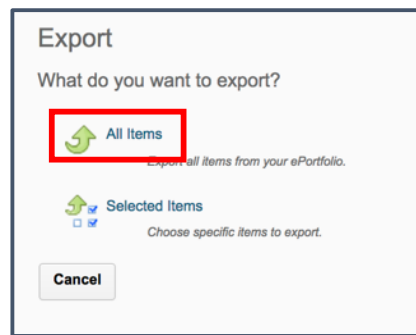 Export
What do you want to export?
All Items
Export all items from your ePortfolio.
Selected Items
Choose specific items to export.
Cancel